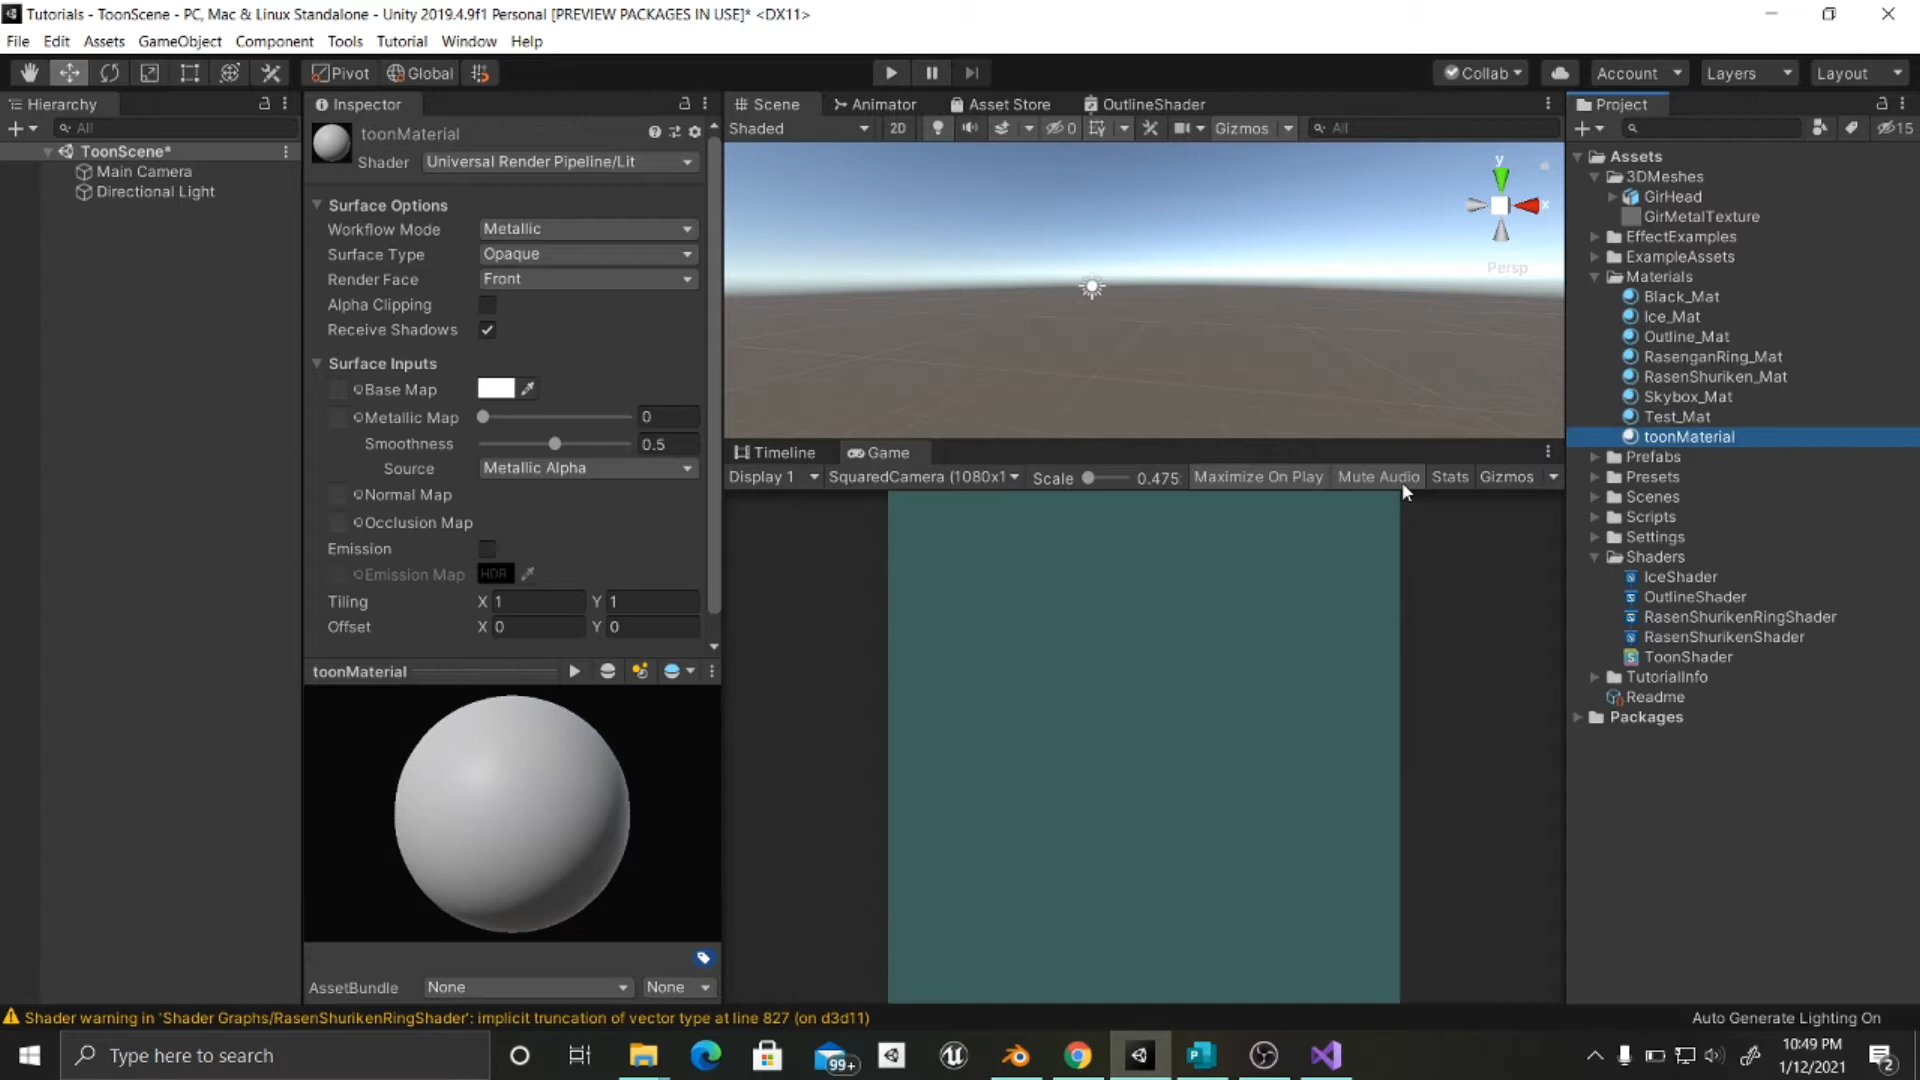 Tutorials - ToonScene - PC, Mac & Linux Standalone - Unity 2019.4.9f1 Personal [PREVIEW PACKAGES IN USE]* <DX11>
File Edit Assets GameObject Component Tools Tutorial Window Help
Pivot Global Collab Account Layers Layout
Hierarchy
All
ToonScene*
Main Camera
Directional Light
Inspector
toonMaterial
Shader Universal Render Pipeline/Lit
Surface Options
Workflow Mode Metallic
Surface Type Opaque
Render Face Front
Alpha Clipping
Receive Shadows
Surface Inputs
Base Map
Metallic Map 0
Smoothness 0.5
Source Metallic Alpha
Normal Map
Occlusion Map
Emission
Emission Map HDR
Tiling X 1 Y 1
Offset X 0 Y 0
toonMaterial
AssetBundle None None
Scene Animator Asset Store OutlineShader
Shaded 2D 0 Gizmos All
y
x
Persp
Timeline Game
Display 1 SquaredCamera (1080x1 Scale 0.475 Maximize On Play Mute Audio Stats Gizmos
Project
15
Assets
3DMeshes
GirHead
GirMetalTexture
EffectExamples
ExampleAssets
Materials
Black_Mat
Ice_Mat
Outline_Mat
RasenganRing_Mat
RasenShuriken_Mat
Skybox_Mat
Test_Mat
toonMaterial
Prefabs
Presets
Scenes
Scripts
Settings
Shaders
IceShader
OutlineShader
RasenShurikenRingShader
RasenShurikenShader
ToonShader
TutorialInfo
Readme
Packages
Shader warning in 'Shader Graphs/RasenShurikenRingShader': implicit truncation of vector type at line 827 (on d3d11)
Auto Generate Lighting On
Type here to search
99+
10:49 PM
1/12/2021
2